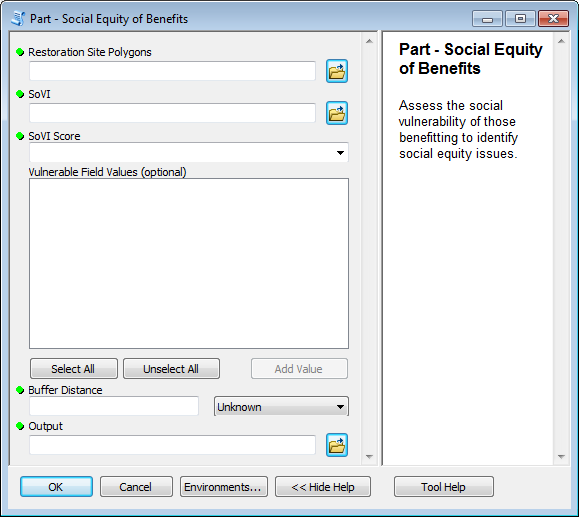 Part - Social Equity of Benefits
Restoration Site Polygons
SoVI
SoVI Score
Vulnerable Field Values (optional)
Select All
Unselect All
Add Value
Buffer Distance
Unknown
Output
OK
Cancel
Environments...
<< Hide Help
Part - Social Equity
of Benefits
Assess the social
vulnerability of those
benefitting to identify
social equity issues.
Tool Help